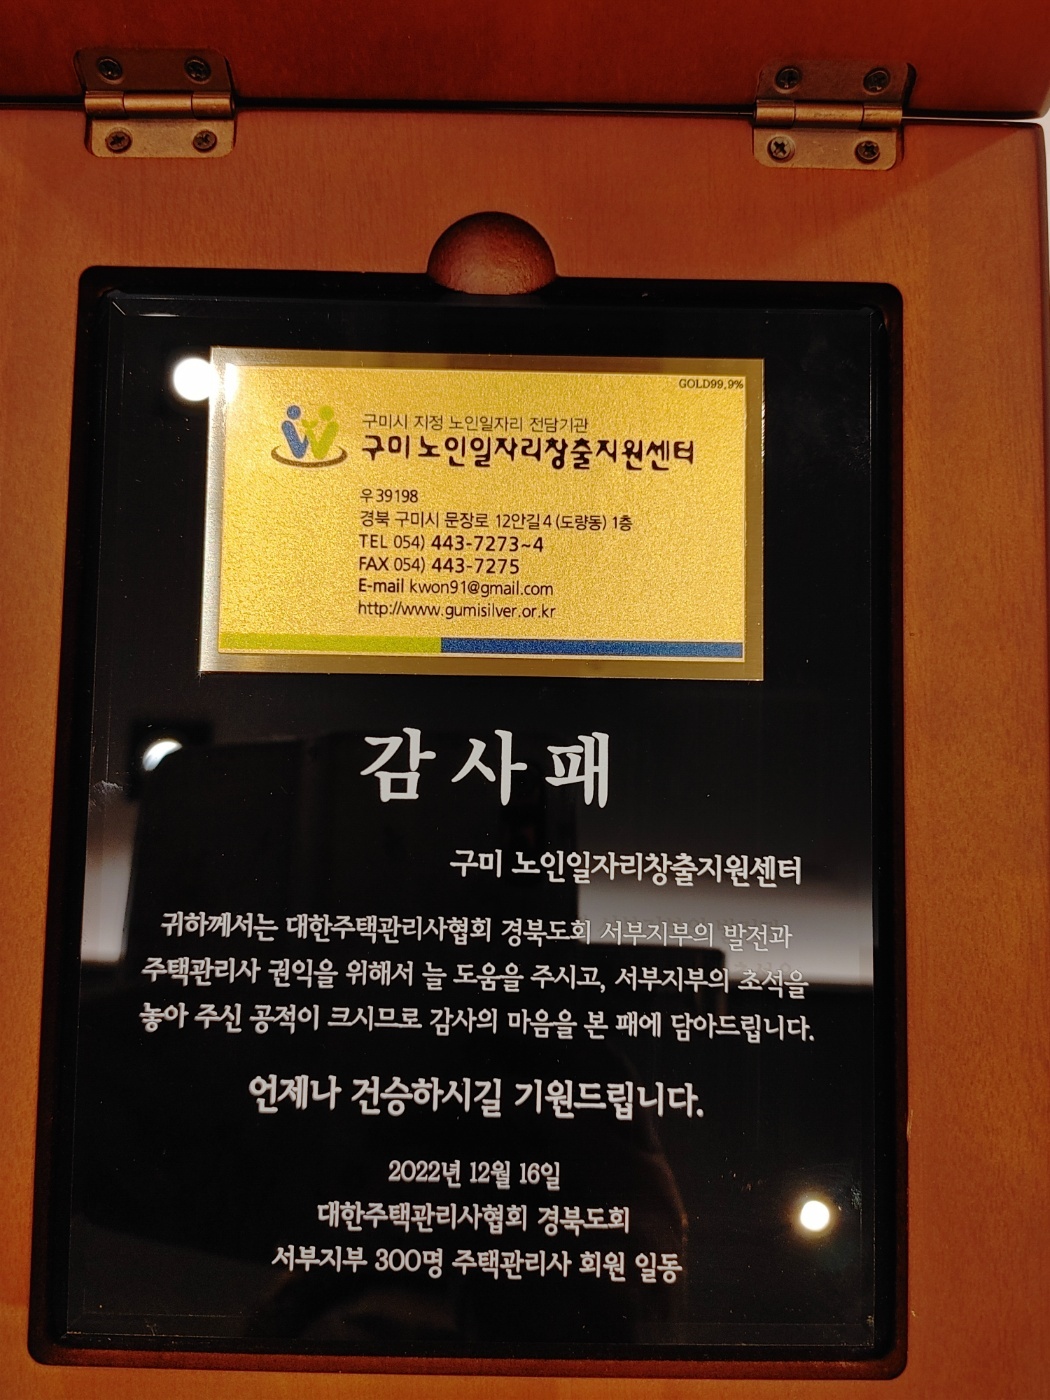 GOLD99.9%
구미시 지정 노인일자리 전담기관
구미 노인일자리창출지원센터
우 39198
경북 구미시 문장로 12안길 4 (도량동) 1층
TEL 054) 443-7273~4
FAX 054) 443-7275
E-mail kwon91@gmail.com
http://www.gumisilver.or.kr
감사패
구미 노인일자리창출지원센터
귀하께서는 대한주택관리사협회 경북도회 서부지부의 발전과
주택관리사 권익을 위해서 늘 도움을 주시고, 서부지부의 초석을
놓아 주신 공적이 크시므로 감사의 마음을 본 패에 담아드립니다.
언제나 건승하시길 기원드립니다.
2022년 12월 16일
대한주택관리사협회 경북도회
서부지부 300명 주택관리사 회원 일동